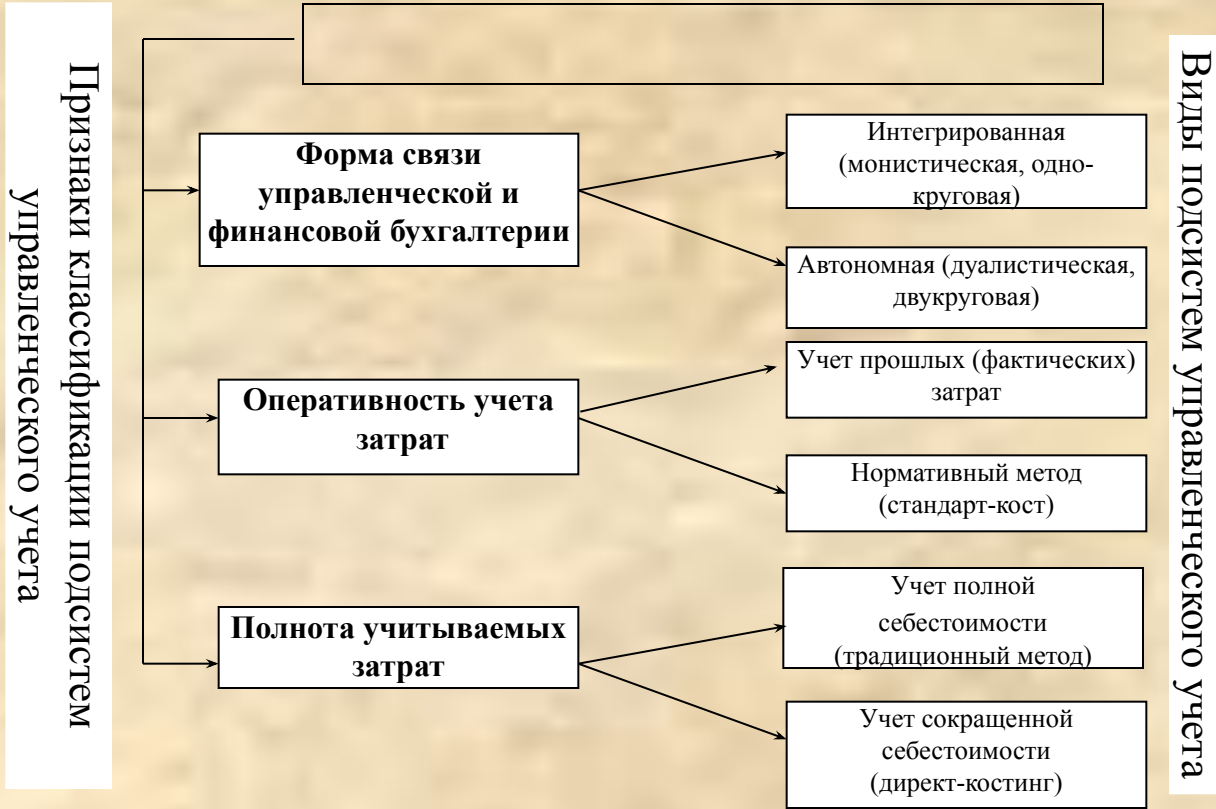 Признаки классификации подсистем
управленческого учета
Форма связи
управленческой и
финансовой бухгалтерии
Интегрированная
(монистическая, одно-
круговая)
Автономная (дуалистическая,
двукруговая)
Оперативность учета
затрат
Учет прошлых (фактических)
затрат
Нормативный метод
(стандарт-кост)
Полнота учитываемых
затрат
Учет полной
себестоимости
(традиционный метод)
Учет сокращенной
себестоимости
(директ-костинг)
Виды подсистем управленческого учета